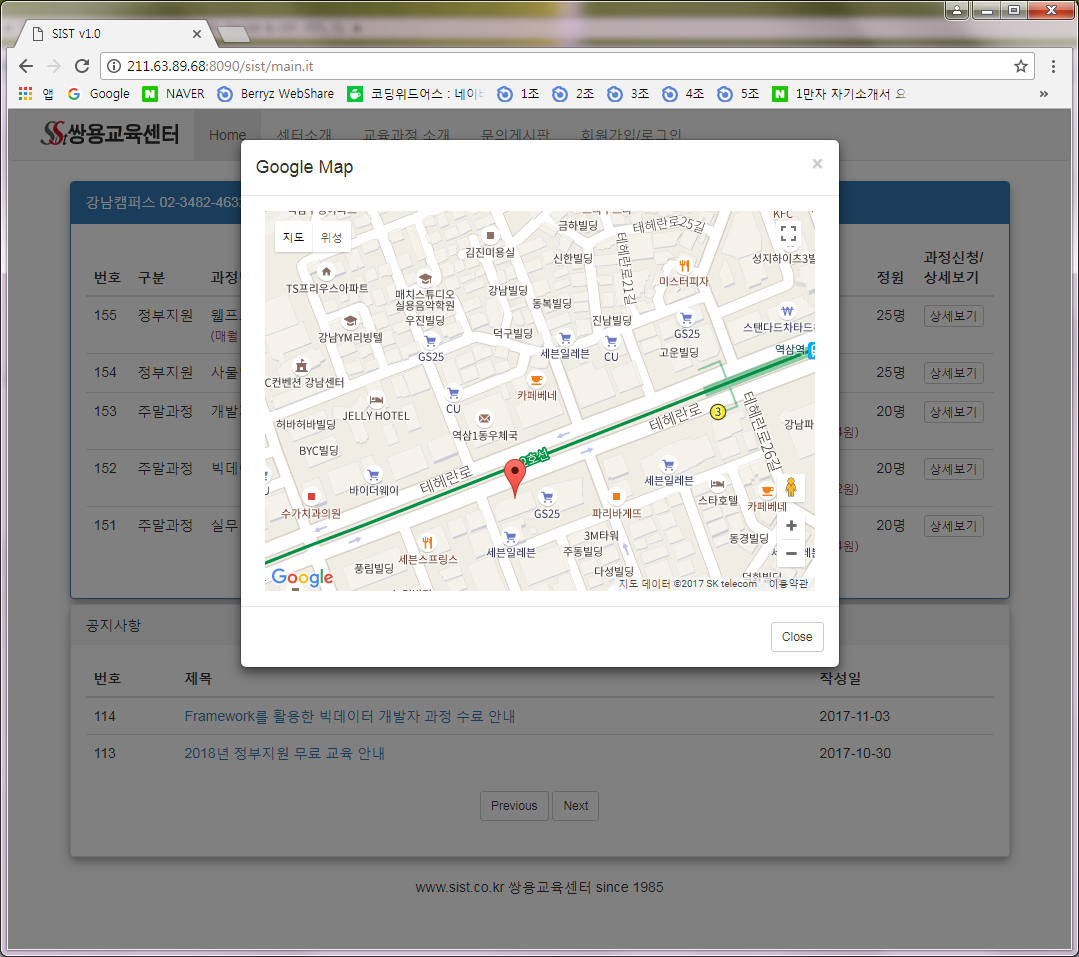 SIST v1.0
211.63.89.68:8090/sist/main.it
앱 Google NAVER Berryz WebShare 코딩위드어스 : 네이버 1조 2조 3조 4조 5조 1만자 자기소개서 요
쌍용교육센터 Home 센터소개 교육과정 소개 문의게시판 회원가입/로그인
Google Map ×
강남캠퍼스 02-3482-4632
지도 위성
KFC
금하빌딩
테헤란로25길
김진미용실
신한빌딩
테헤란로21길
성지하이츠3빌
미스터피자
TS프리우스아파트
매치스튜디오
실용음악학원
강남빌딩
동복빌딩
우진빌딩
진남빌딩
강남YM리빙텔
덕구빌딩
GS25
스탠다드차타드
GS25
세븐일레븐
CU
고운빌딩
역삼역
C컨벤션 강남센터
카페베네
CU
JELLY HOTEL
허바허바빌딩
역삼1동우체국
테헤란로
3
테헤란로26길
강남파
BYC빌딩
2호선
바이더웨이
테헤란로
세븐일레븐
스타호텔
카페베네
수가치과의원
GS25
파리바게뜨
3M타워
동경빌딩
세븐일레븐
주동빌딩
세븐스프링스
풍림빌딩
다성빌딩
Google
지도 데이터 ©2017 SK telecom 이용약관
Close
번호 구분 과정 정원 과정신청/
상세보기
155 정부지원 웹프 25명 상세보기
(매월
154 정부지원 사물 25명 상세보기
153 주말과정 개발 20명 상세보기
원)
152 주말과정 빅데 20명 상세보기
원)
151 주말과정 실무 20명 상세보기
원)
공지사항
번호 제목 작성일
114 Framework를 활용한 빅데이터 개발자 과정 수료 안내 2017-11-03
113 2018년 정부지원 무료 교육 안내 2017-10-30
Previous Next
www.sist.co.kr 쌍용교육센터 since 1985